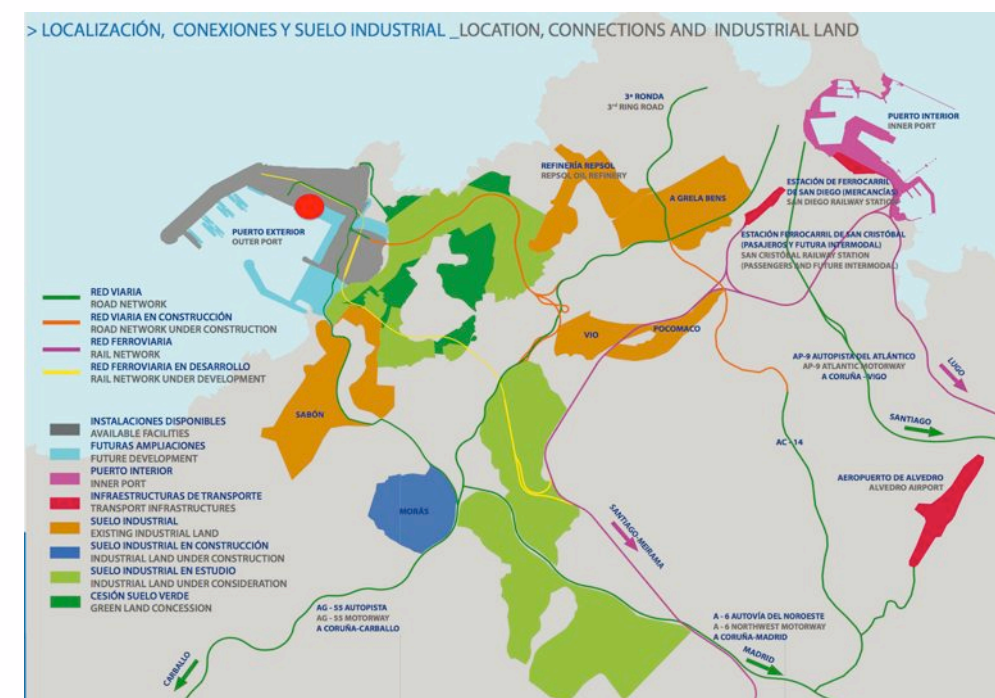 > LOCALIZACIÓN, CONEXIONES Y SUELO INDUSTRIAL _LOCATION, CONNECTIONS AND INDUSTRIAL LAND
3ª RONDA
3rd RING ROAD
PUERTO INTERIOR
INNER PORT
REFINERÍA REPSOL
REPSOL OIL REFINERY
A GRELA BENS
ESTACIÓN DE FERROCARRIL
DE SAN DIEGO (MERCANCÍAS)
SAN DIEGO RAILWAY STATION
PUERTO EXTERIOR
OUTER PORT
ESTACIÓN FERROCARRIL DE SAN CRISTÓBAL
(PASAJEROS Y FUTURA INTERMODAL)
SAN CRISTÓBAL RAILWAY STATION
(PASSENGERS AND FUTURE INTERMODAL)
RED VIARIA
ROAD NETWORK
RED VIARIA EN CONSTRUCCIÓN
ROAD NETWORK UNDER CONSTRUCTION
RED FERROVIARIA
RAIL NETWORK
RED FERROVIARIA EN DESARROLLO
RAIL NETWORK UNDER DEVELOPMENT
VIO
POCOMACO
AP-9 AUTOPISTA DEL ATLÁNTICO
AP-9 ATLANTIC MOTORWAY
A CORUÑA - VIGO
LUGO
SABÓN
SANTIAGO
AC - 14
INSTALACIONES DISPONIBLES
AVAILABLE FACILITIES
FUTURAS AMPLIACIONES
FUTURE DEVELOPMENT
PUERTO INTERIOR
INNER PORT
INFRAESTRUCTURAS DE TRANSPORTE
TRANSPORT INFRASTRUCTURES
SUELO INDUSTRIAL
EXISTING INDUSTRIAL LAND
SUELO INDUSTRIAL EN CONSTRUCCIÓN
INDUSTRIAL LAND UNDER CONSTRUCTION
SUELO INDUSTRIAL EN ESTUDIO
INDUSTRIAL LAND UNDER CONSIDERATION
CESIÓN SUELO VERDE
GREEN LAND CONCESSION
AEROPUERTO DE ALVEDRO
ALVEDRO AIRPORT
MORÁS
SANTIAGO-MEIRAMA
AG - 55 AUTOPISTA
AG - 55 MOTORWAY
A CORUÑA-CARBALLO
A - 6 AUTOVÍA DEL NOROESTE
A - 6 NORTHWEST MOTORWAY
A CORUÑA-MADRID
CARBALLO
MADRID